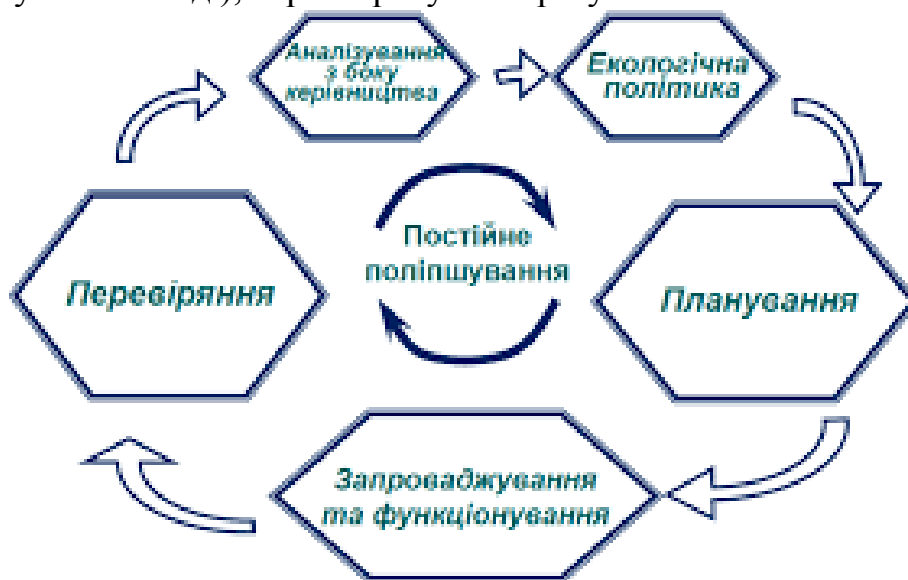 Аналізування
з боку
керівництва
Екологічна
політика
Перевіряння
Постійне
поліпшування
Планування
Запроваджування
та функціонування